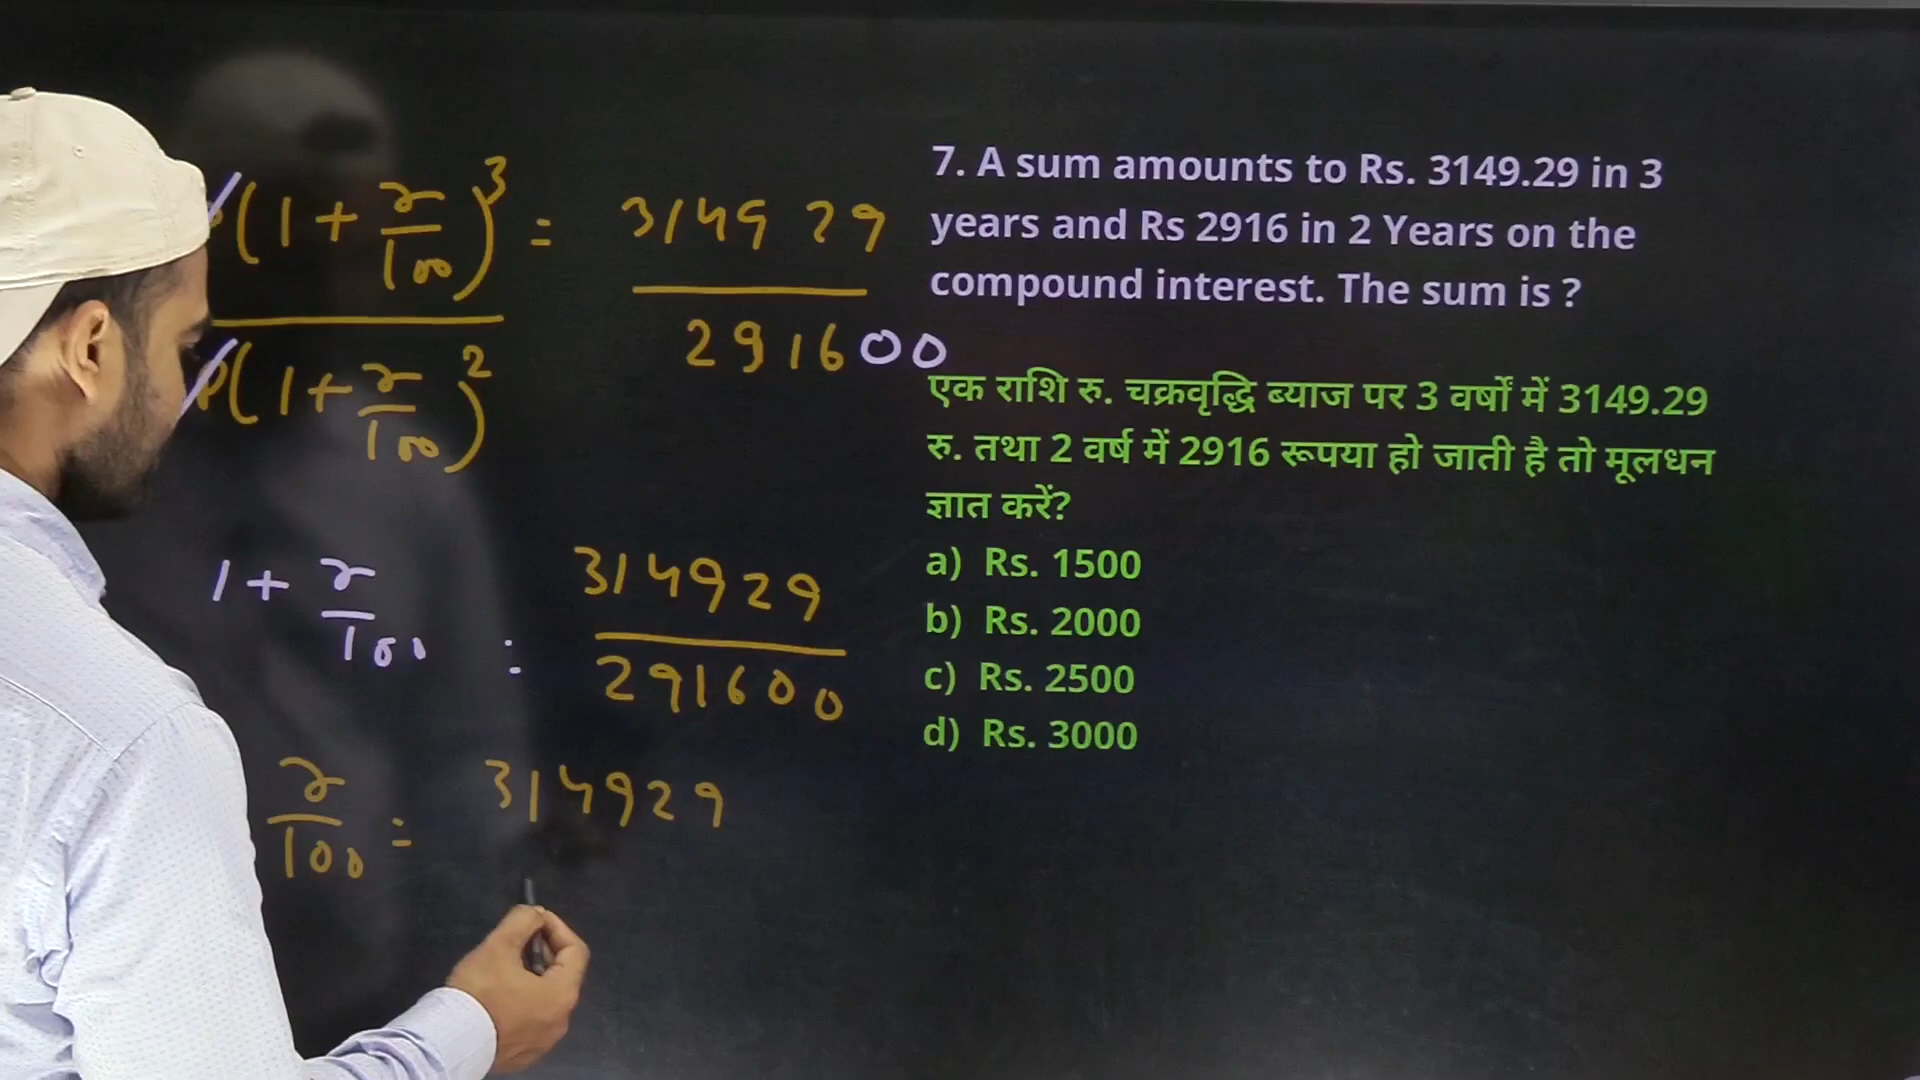 P(1+r/100)^3 = 314929
P(1+r/100)^2 291600
1+r/100 : 314929
291600
r/100 = 314929
7. A sum amounts to Rs. 3149.29 in 3
years and Rs 2916 in 2 Years on the
compound interest. The sum is ?
एक राशि रु. चक्रवृद्धि ब्याज पर 3 वर्षों में 3149.29
रु. तथा 2 वर्ष में 2916 रूपया हो जाती है तो मूलधन
ज्ञात करें?
a) Rs. 1500
b) Rs. 2000
c) Rs. 2500
d) Rs. 3000